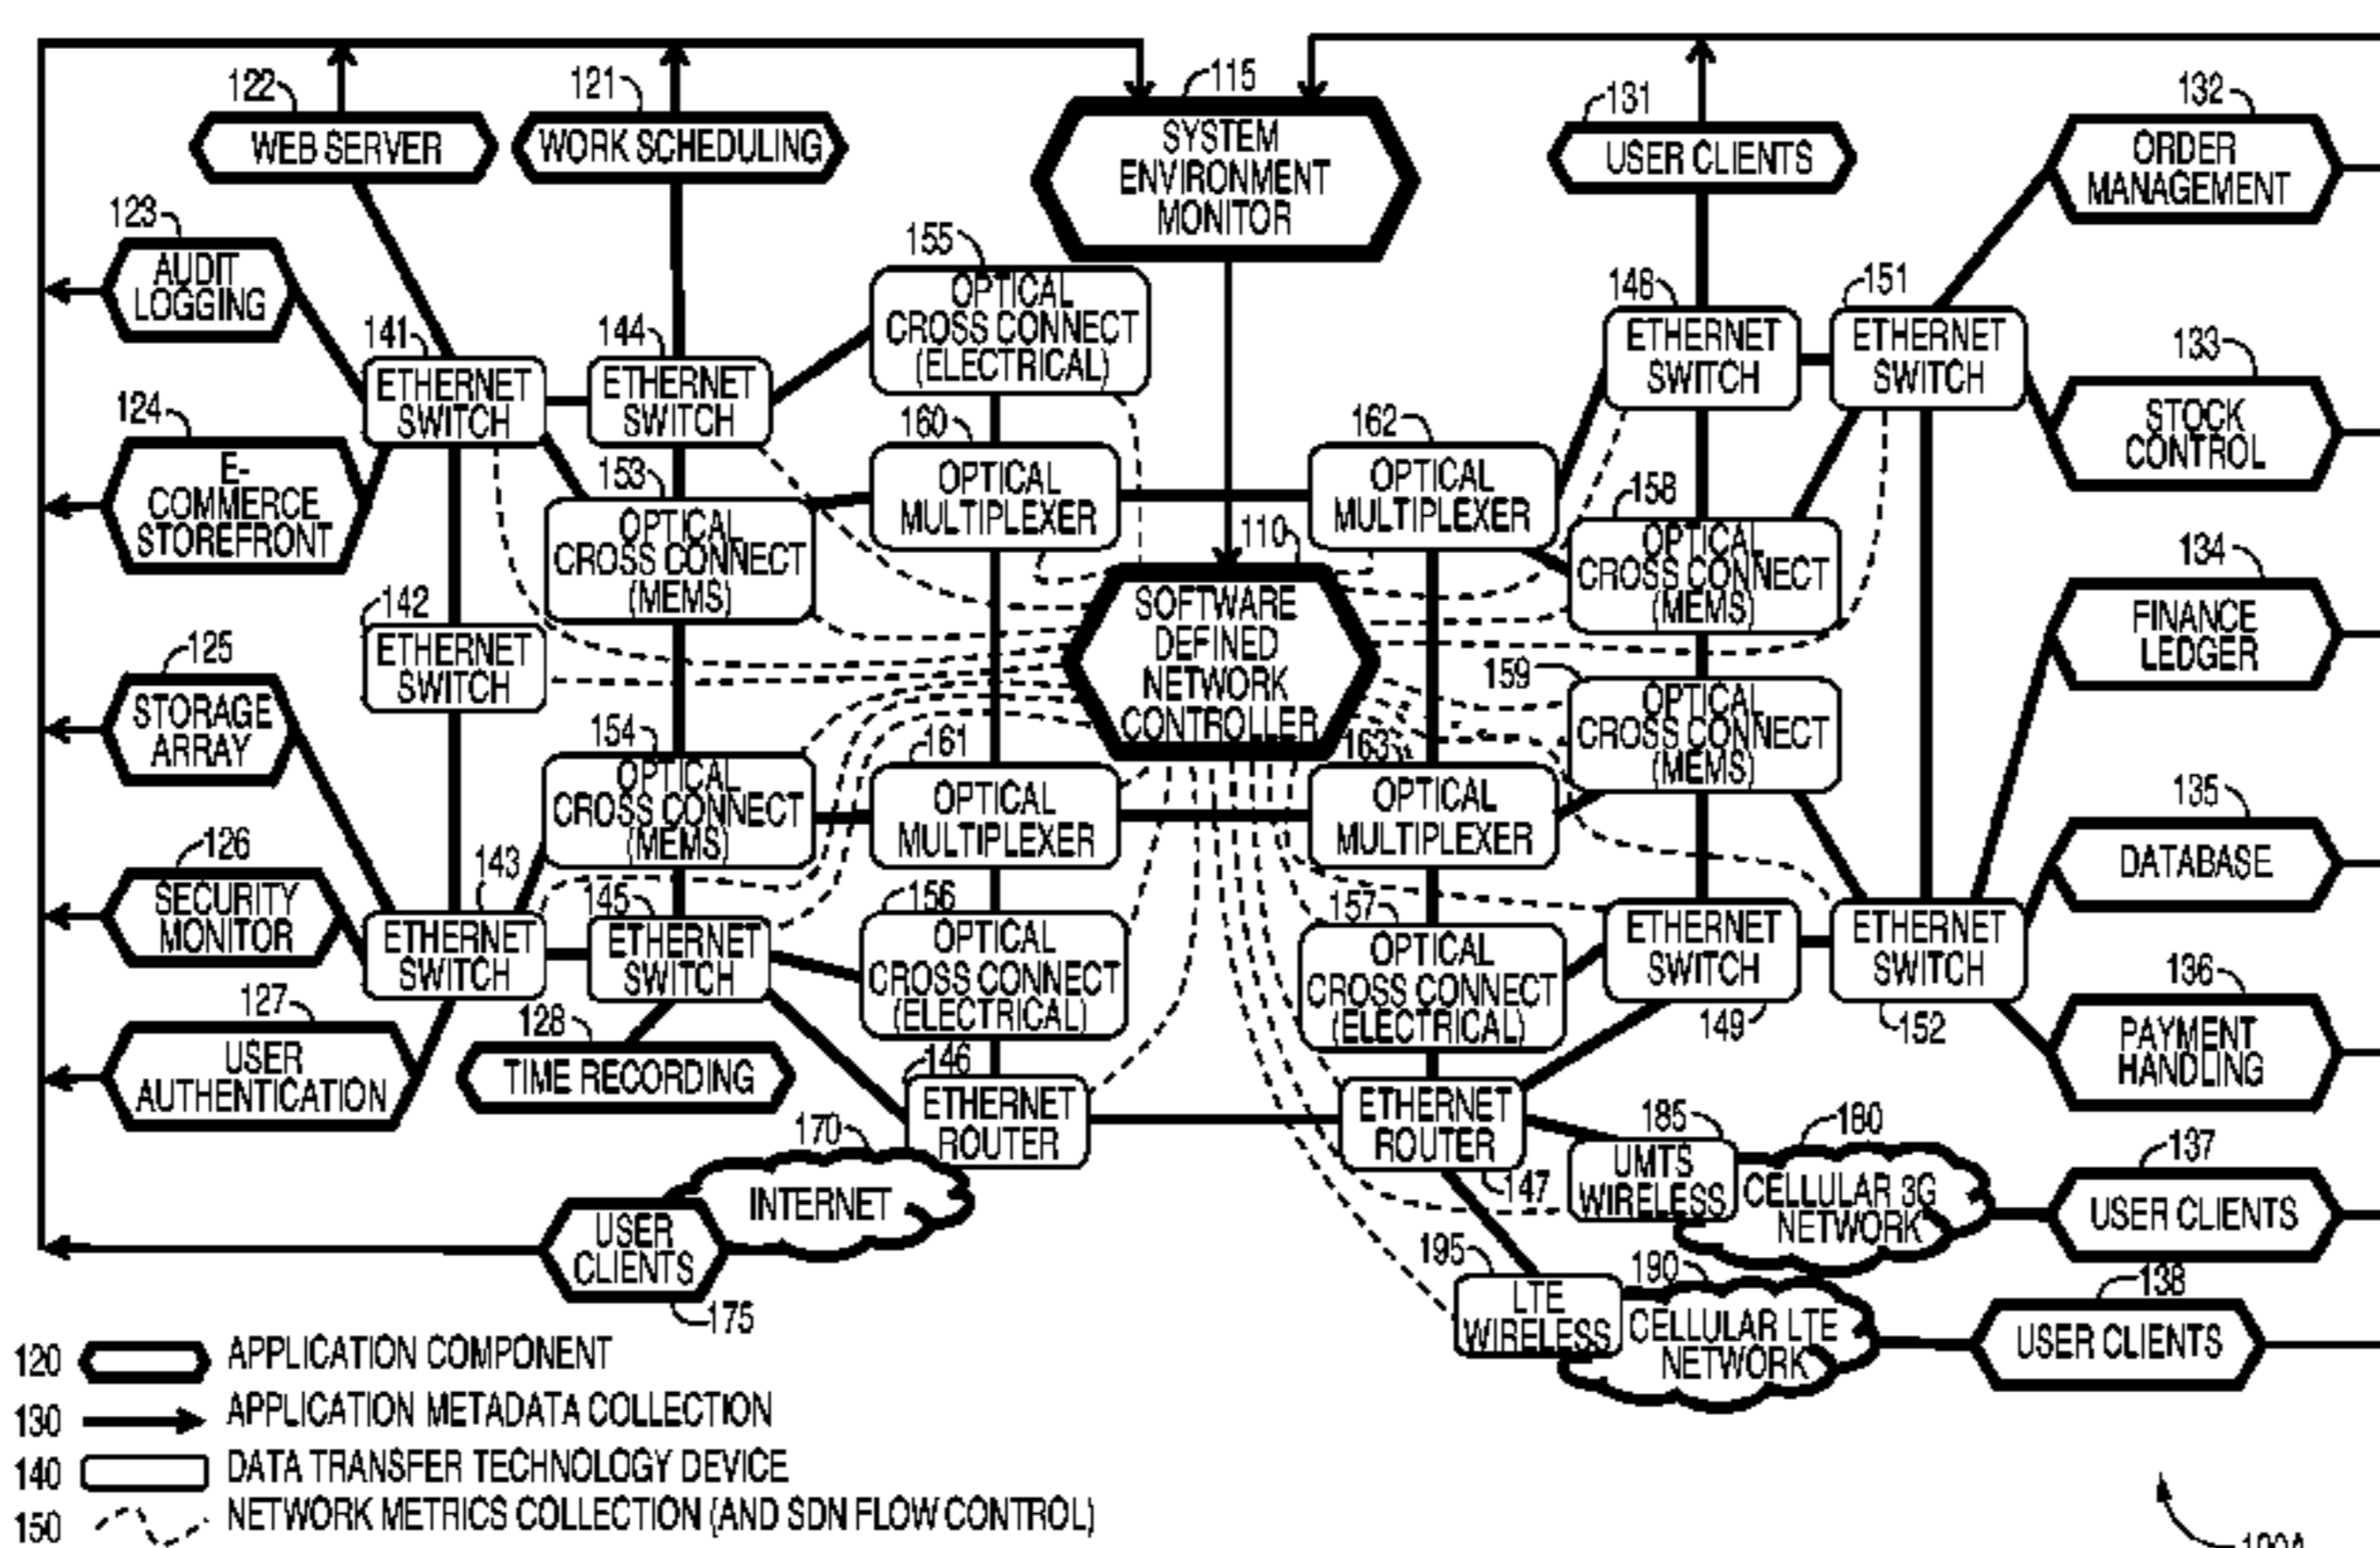 122
WEB SERVER
121
WORK SCHEDULING
115
SYSTEM
ENVIRONMENT
MONITOR
131
USER CLIENTS
132
ORDER
MANAGEMENT
123
AUDIT
LOGGING
155
OPTICAL
CROSS CONNECT
(ELECTRICAL)
148
ETHERNET
SWITCH
151
ETHERNET
SWITCH
141
ETHERNET
SWITCH
144
ETHERNET
SWITCH
133
STOCK
CONTROL
124
E-
COMMERCE
STOREFRONT
153
OPTICAL
CROSS CONNECT
(MEMS)
160
OPTICAL
MULTIPLEXER
162
OPTICAL
MULTIPLEXER
158
OPTICAL
CROSS CONNECT
(MEMS)
110
SOFTWARE
DEFINED
NETWORK
CONTROLLER
134
FINANCE
LEDGER
142
ETHERNET
SWITCH
125
STORAGE
ARRAY
154
OPTICAL
CROSS CONNECT
(MEMS)
161
OPTICAL
MULTIPLEXER
163
OPTICAL
MULTIPLEXER
159
OPTICAL
CROSS CONNECT
(MEMS)
135
DATABASE
126
SECURITY
MONITOR
143
ETHERNET
SWITCH
145
ETHERNET
SWITCH
156
OPTICAL
CROSS CONNECT
(ELECTRICAL)
157
OPTICAL
CROSS CONNECT
(ELECTRICAL)
ETHERNET
SWITCH
149
ETHERNET
SWITCH
152
136
PAYMENT
HANDLING
127
USER
AUTHENTICATION
128
TIME RECORDING
146
ETHERNET
ROUTER
ETHERNET
ROUTER
147
185
UMTS
WIRELESS
180
CELLULAR 3G
NETWORK
137
USER CLIENTS
170
INTERNET
USER
CLIENTS
175
195
LTE
WIRELESS
190
CELLULAR LTE
NETWORK
138
USER CLIENTS
120 APPLICATION COMPONENT
130 APPLICATION METADATA COLLECTION
140 DATA TRANSFER TECHNOLOGY DEVICE
150 NETWORK METRICS COLLECTION (AND SDN FLOW CONTROL)